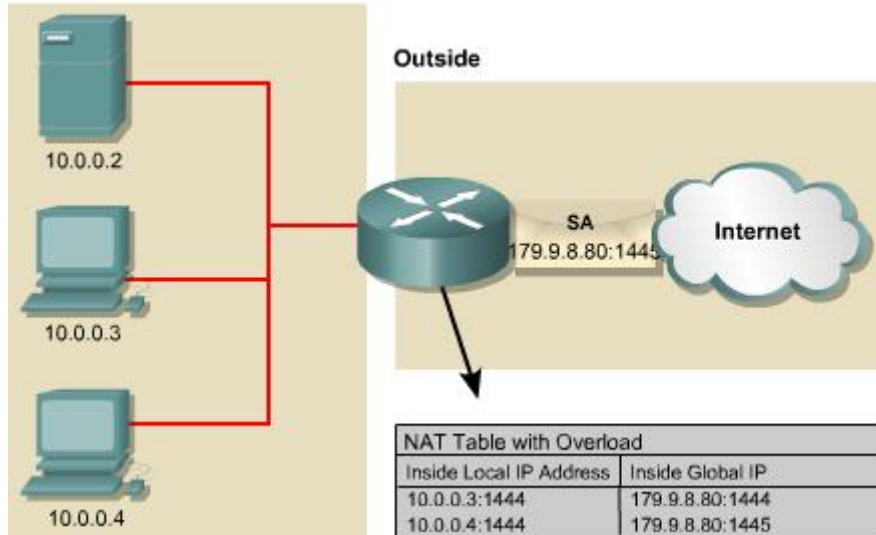 10.0.0.2
10.0.0.3
10.0.0.4
Outside
SA
179.9.8.80:1445
Internet
NAT Table with Overload
Inside Local IP Address Inside Global IP
10.0.0.3:1444 179.9.8.80:1444
10.0.0.4:1444 179.9.8.80:1445